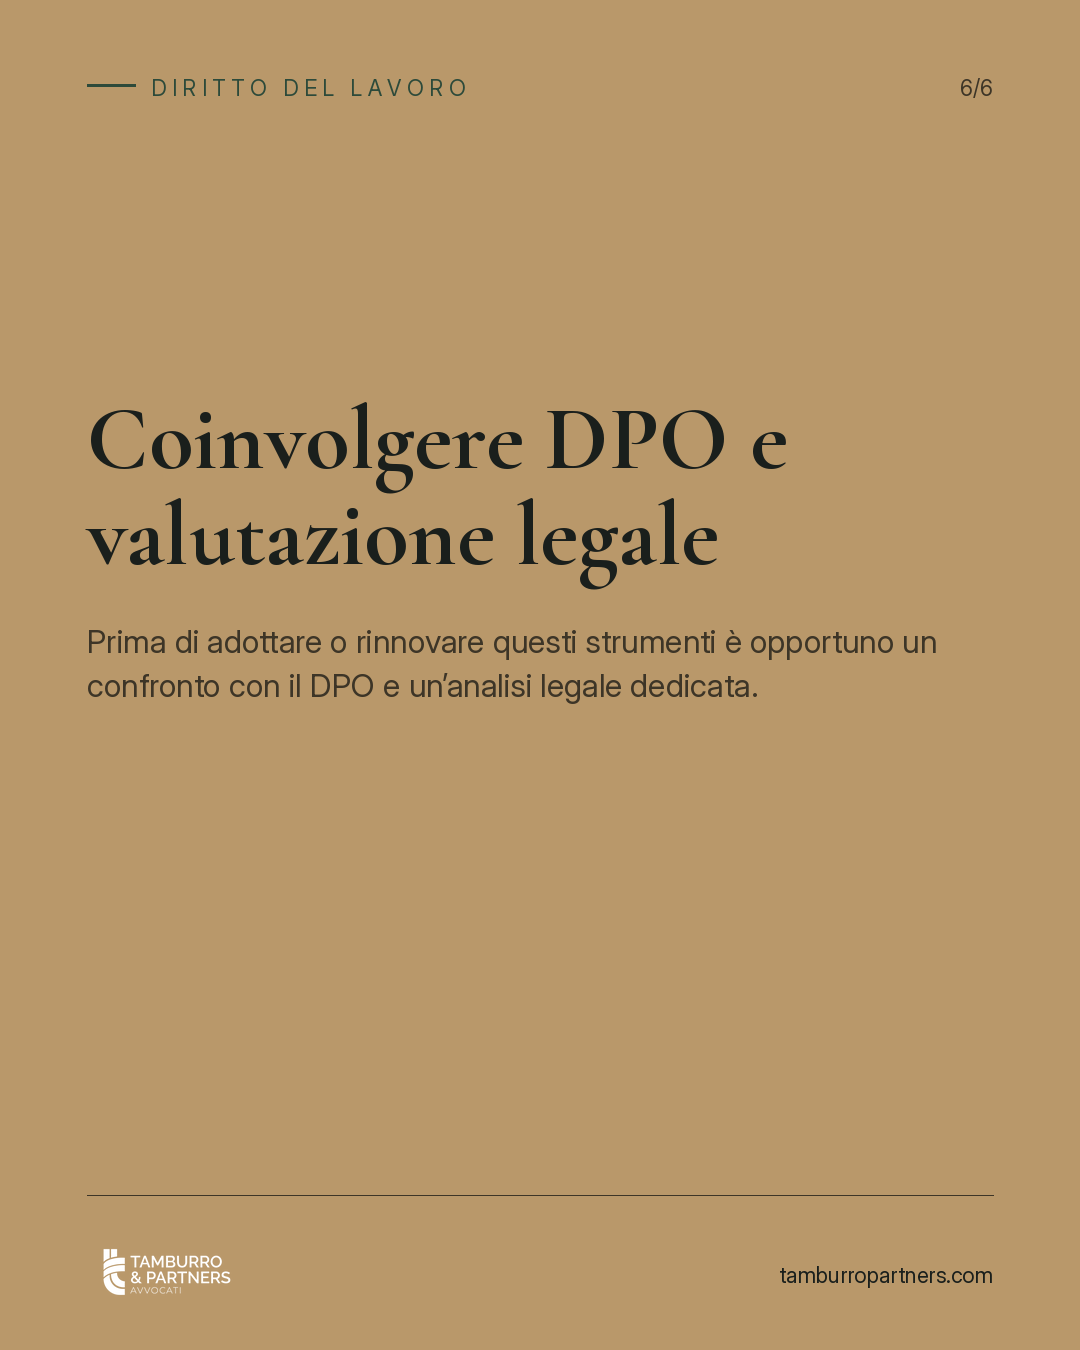 DIRITTO DEL LAVORO
6/6
Coinvolgere DPO e
valutazione legale
Prima di adottare o rinnovare questi strumenti è opportuno un
confronto con il DPO e un’analisi legale dedicata.
TAMBURRO
& PARTNERS
AVVOCATI
tamburropartners.com